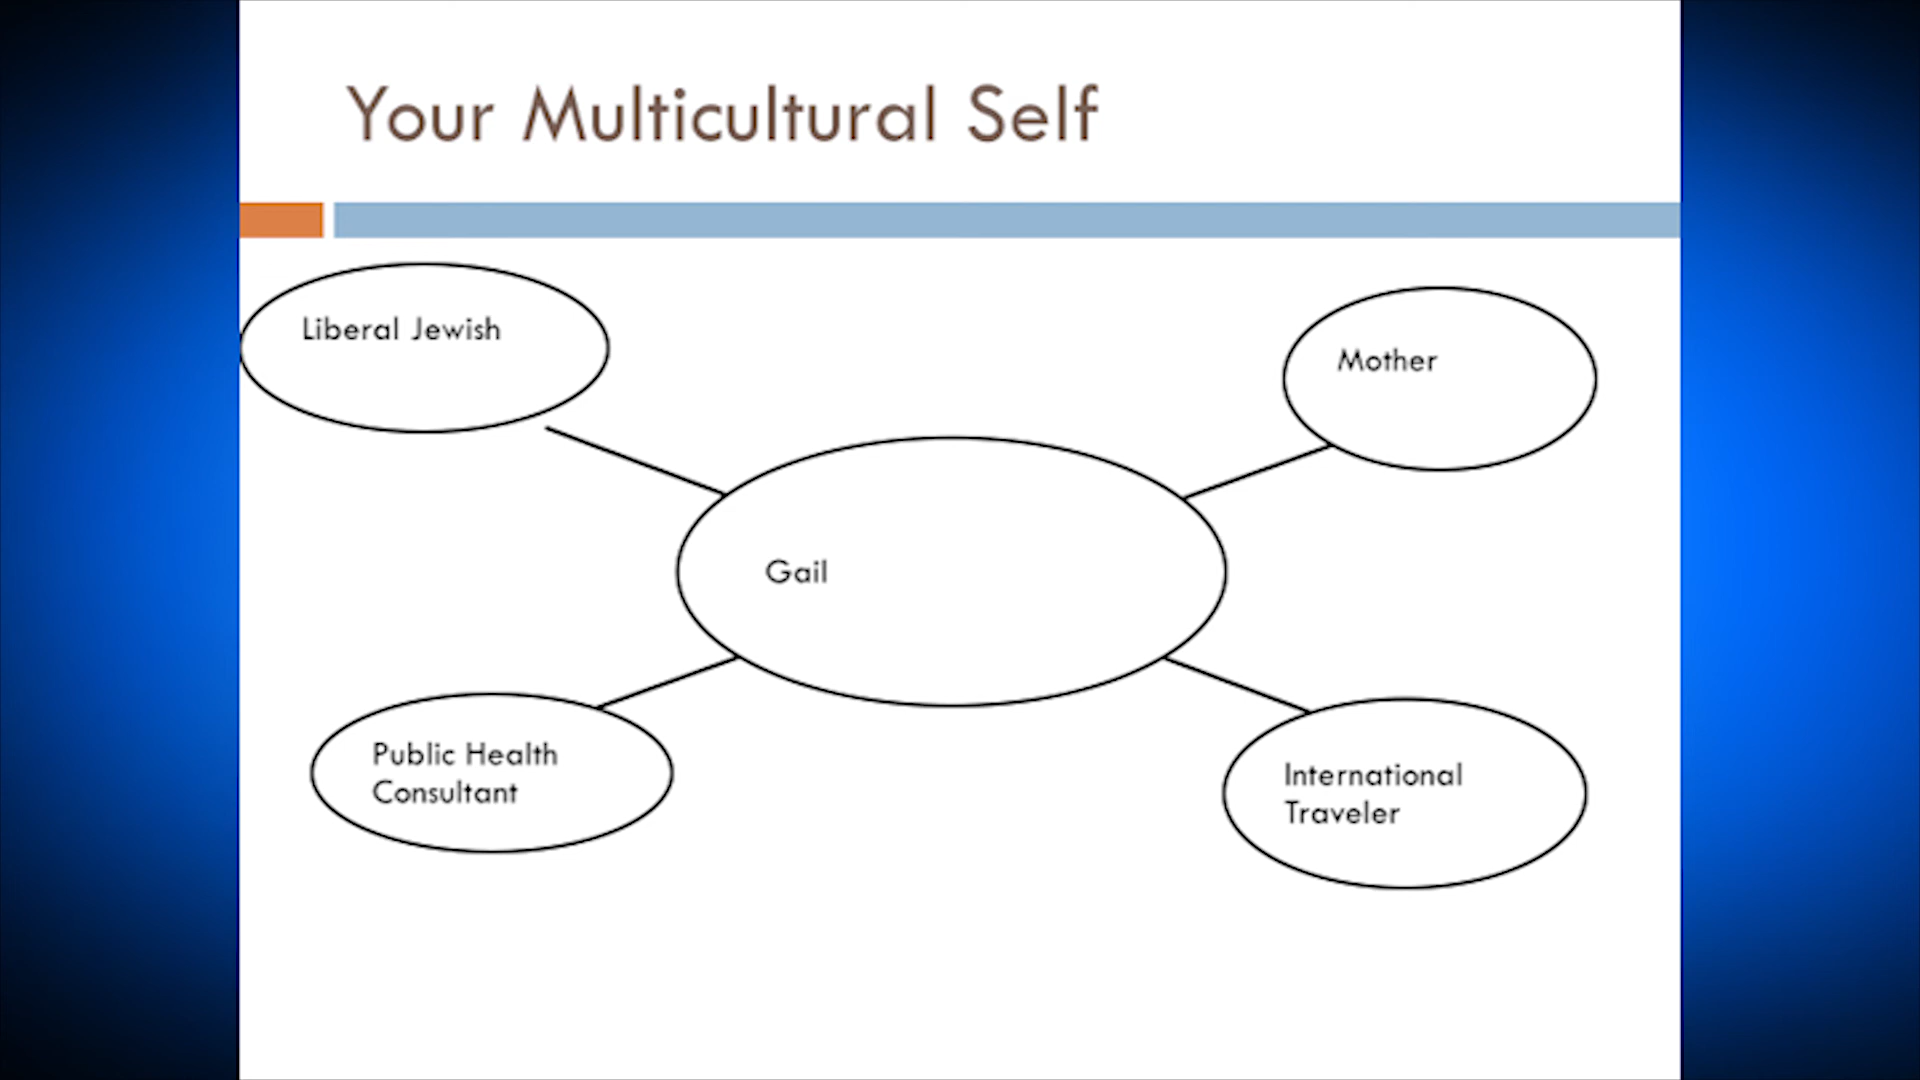 Your Multicultural Self
Liberal Jewish
Mother
Gail
Public Health
Consultant
International
Traveler